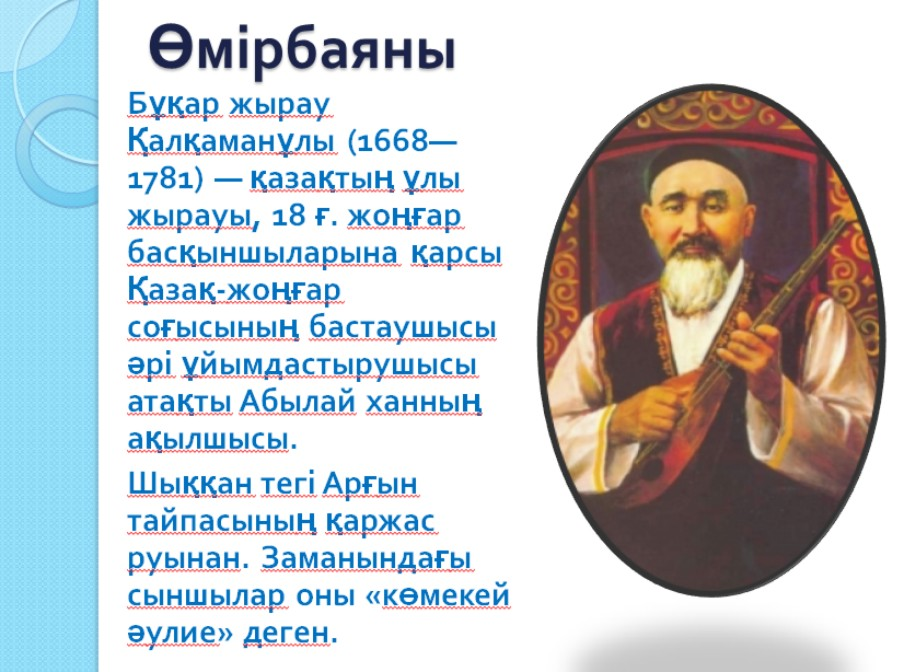 Өмірбаяны
Бұқар жырау
Қалқаманұлы (1668—
1781) — қазақтың ұлы
жырауы, 18 ғ. жоңғар
басқыншыларына қарсы
Қазақ-жоңғар
соғысының бастаушысы
әрі ұйымдастырушысы
атақты Абылай ханның
ақылшысы.
Шыққан тегі Арғын
тайпасының қаржас
руынан. Заманындағы
сыншылар оны «көмекей
әулие» деген.